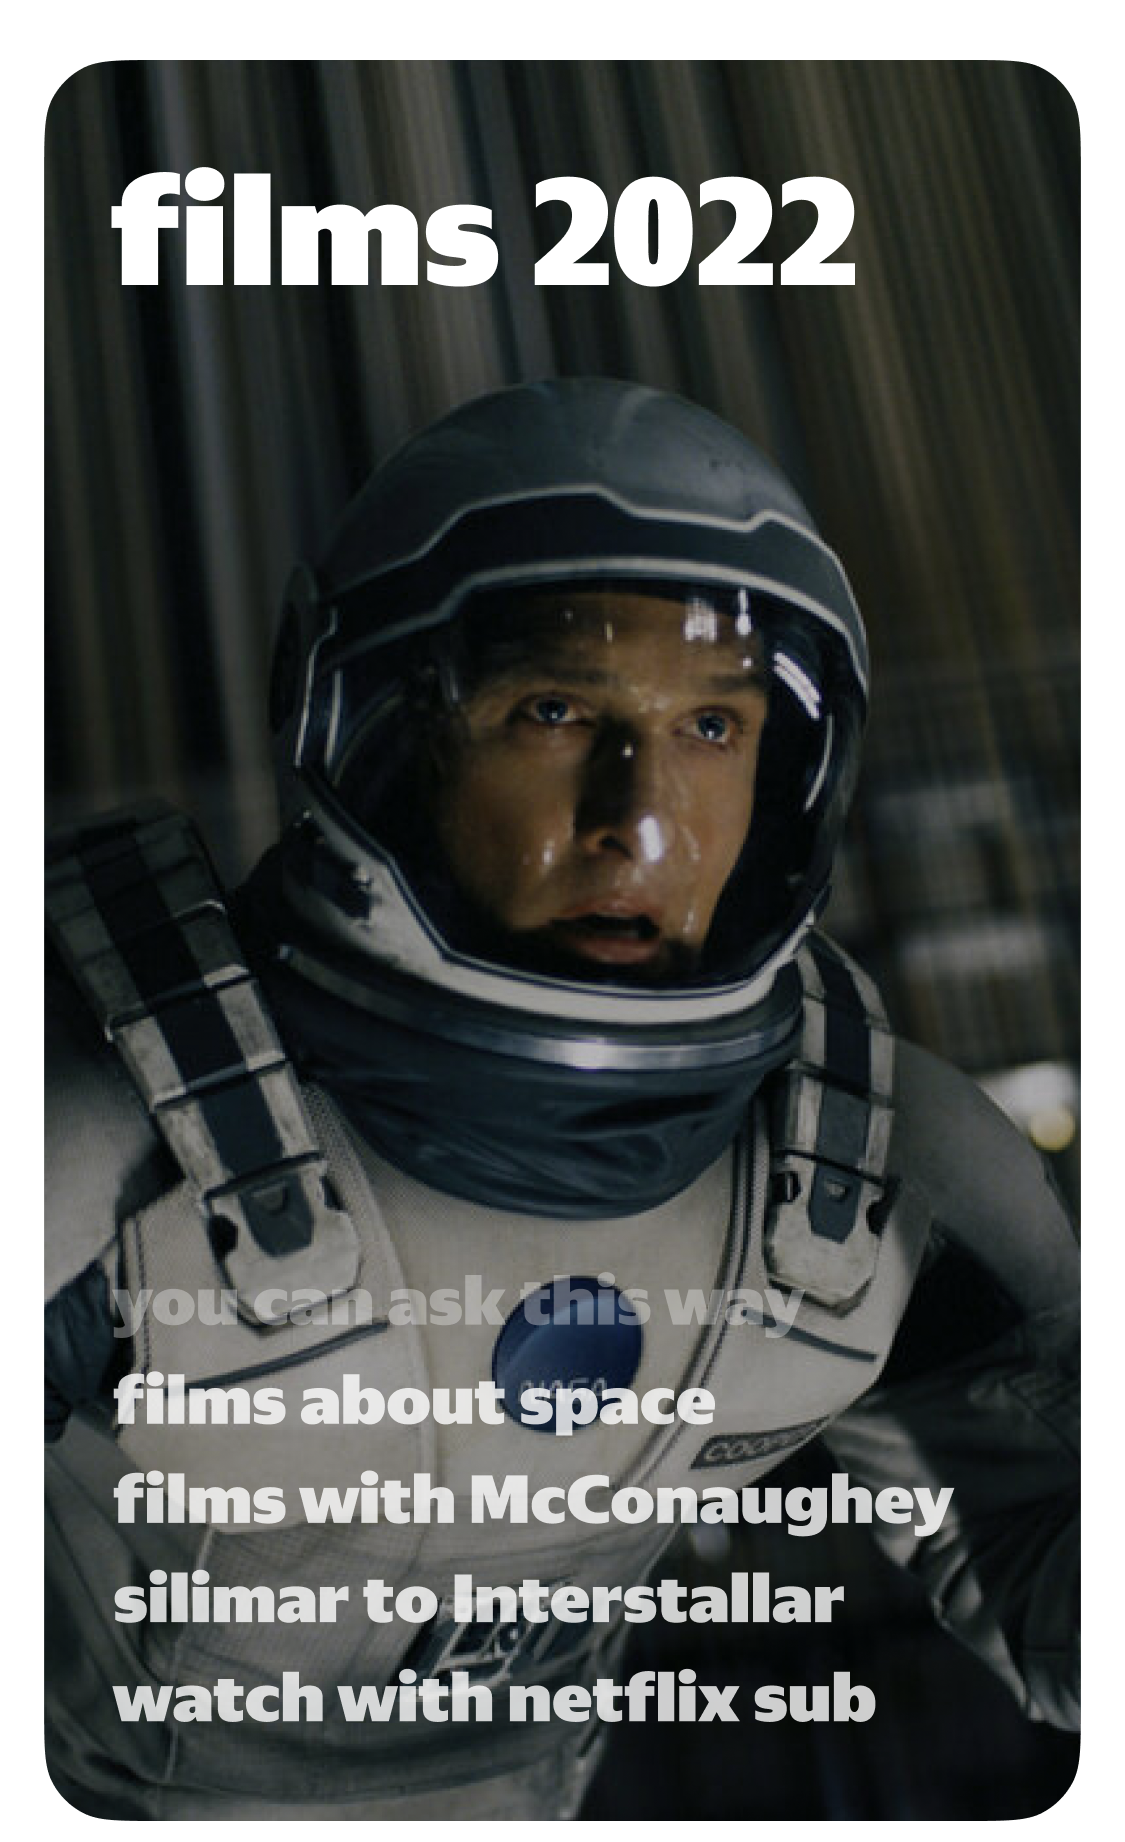 films 2022
you can ask this way
films about space
films with McConaughey
silimar to Interstallar
watch with netflix sub